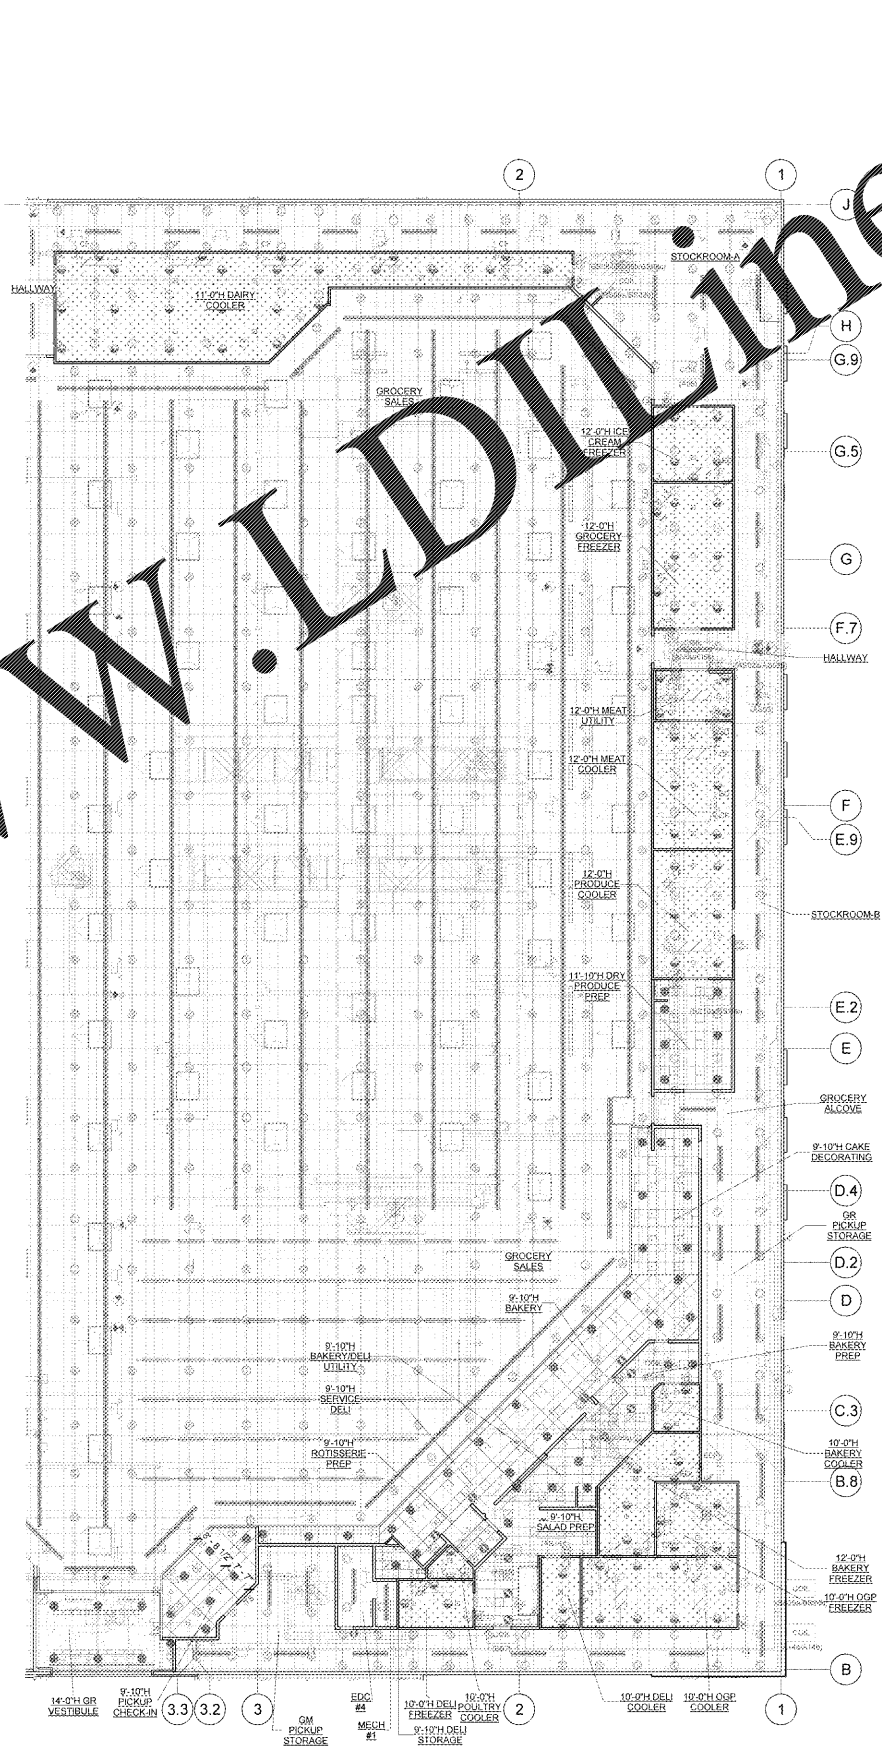 2
1
J
STOCKROOM-A
HALLWAY
11'-0"H DAIRY
COOLER
H
G.9
GROCERY
SALES
12'-0"H ICE
CREAM
FREEZER
G.5
12'-0"H
GROCERY
FREEZER
G
F.7
HALLWAY
W.LDILine
12'-0"H MEAT
UTILITY
12'-0"H MEAT
COOLER
F
E.9
12'-0"H
PRODUCE
COOLER
STOCKROOM-B
11'-10"H DRY
PRODUCE
PREP
E.2
E
GROCERY
ALCOVE
9'-10"H CAKE
DECORATING
D.4
GR
PICKUP
STORAGE
GROCERY
SALES
D.2
9'-10"H
BAKERY
D
9'-10"H
BAKERY/DELI
UTILITY
9'-10"H
BAKERY
PREP
9'-10"H
SERVICE
DELI
C.3
9'-10"H
ROTISSERIE
PREP
10'-0"H
BAKERY
COOLER
B.8
9'-10"H
SALAD PREP
12'-0"H
BAKERY
FREEZER
10'-0"H OGP
FREEZER
B
14'-0"H GR
VESTIBULE
9'-10"H
PICKUP
CHECK-IN
3.3
3.2
3
GM
PICKUP
STORAGE
EDC
#4
MECH
#1
10'-0"H DELI
FREEZER
9'-10"H DELI
STORAGE
10'-0"H
POULTRY
COOLER
2
10'-0"H DELI
COOLER
10'-0"H OGP
COOLER
1